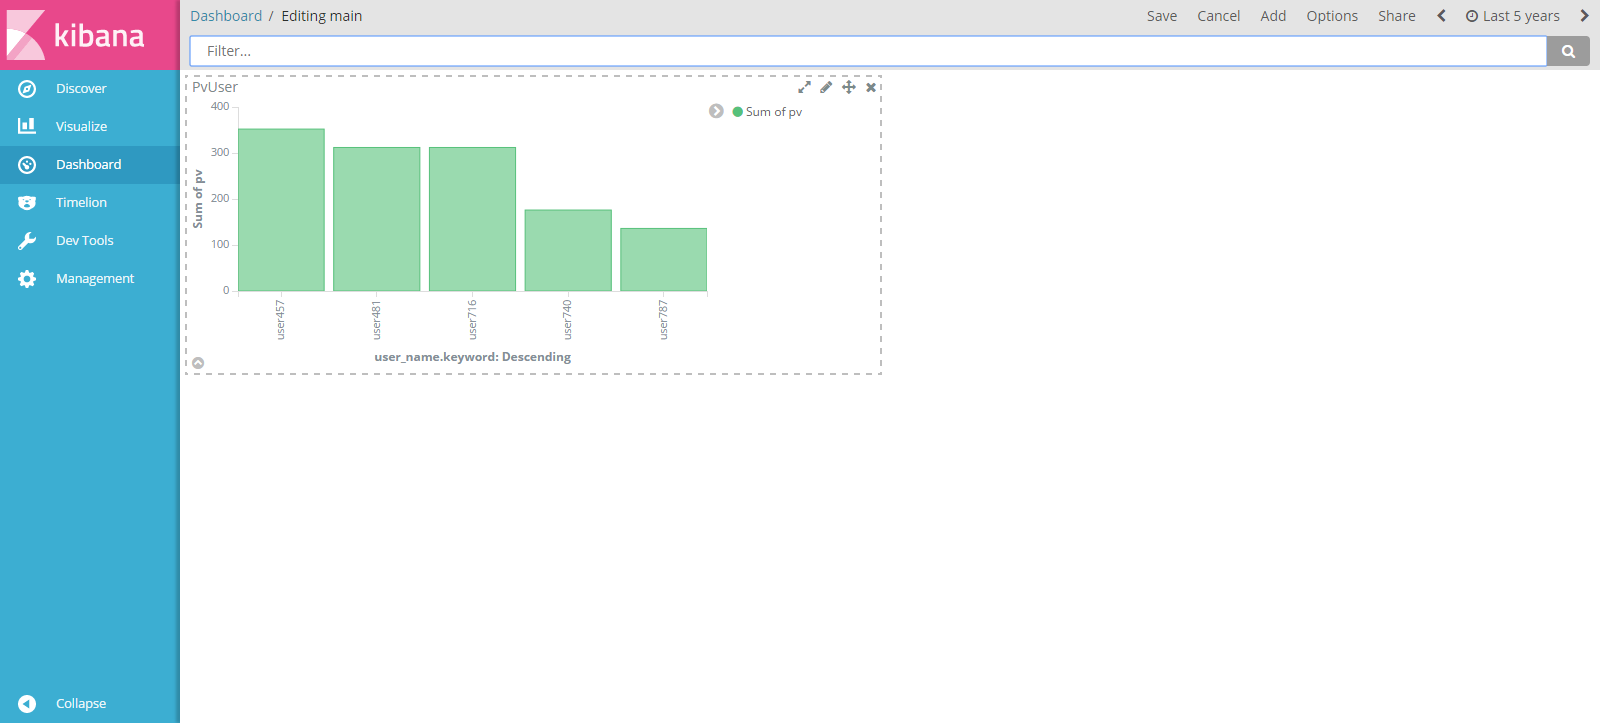 kibana
Dashboard / Editing main
Save Cancel Add Options Share Last 5 years
Filter...
Discover
Visualize
Dashboard
Timelion
Dev Tools
Management
Collapse
PvUser
Sum of pv
400
300
200
100
0
Sum of pv
user457
user481
user716
user740
user787
user_name.keyword: Descending